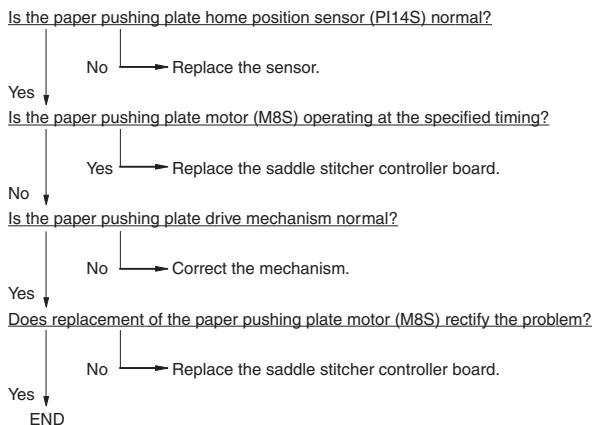 Is the paper pushing plate home position sensor (PI14S) normal?
No Replace the sensor.
Yes
Is the paper pushing plate motor (M8S) operating at the specified timing?
Yes Replace the saddle stitcher controller board.
No
Is the paper pushing plate drive mechanism normal?
No Correct the mechanism.
Yes
Does replacement of the paper pushing plate motor (M8S) rectify the problem?
No Replace the saddle stitcher controller board.
Yes
END